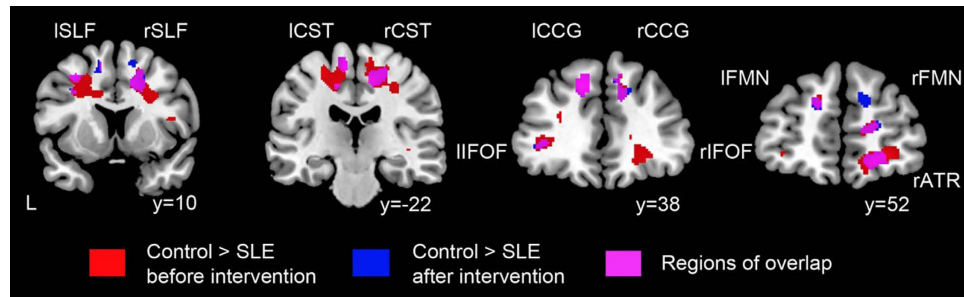 lSLF rSLF lCST rCST lCCG rCCG
lFMN rFMN
lIFOF rIFOF
rATR
L y=10 y=-22 y=38 y=52
Control > SLE
before intervention
Control > SLE
after intervention
Regions of overlap